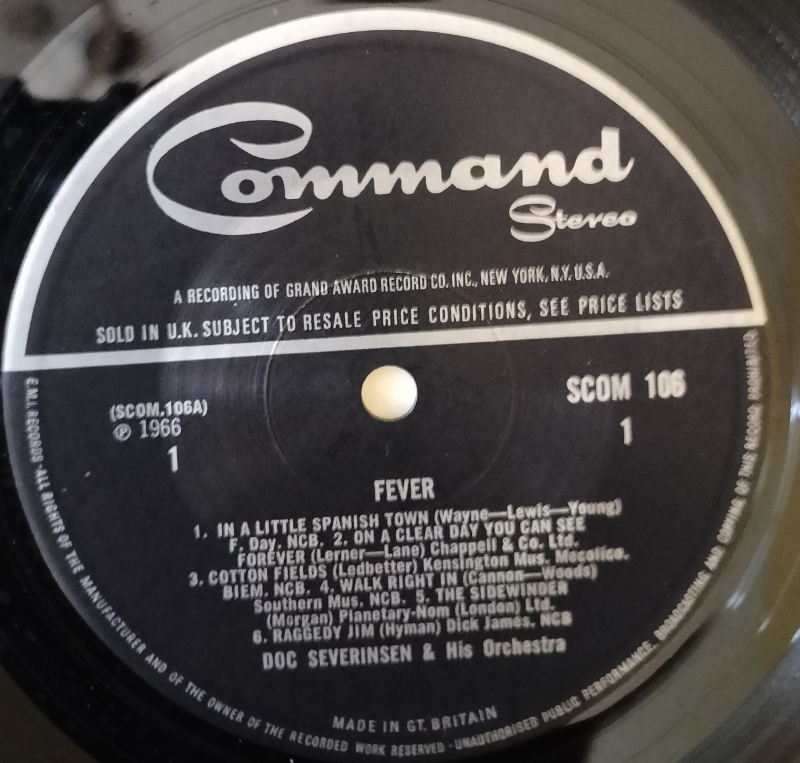 Command
Stereo
A RECORDING OF GRAND AWARD RECORD CO. INC., NEW YORK, N.Y. U.S.A.
SOLD IN U.K. SUBJECT TO RESALE PRICE CONDITIONS, SEE PRICE LISTS
(SCOM.106A)
℗ 1966
1
SCOM 106
1
FEVER
1. IN A LITTLE SPANISH TOWN (Wayne—Lewis—Young)
F. Day, NCB. 2. ON A CLEAR DAY YOU CAN SEE
FOREVER (Lerner—Lane) Chappell & Co. Ltd.
3. COTTON FIELDS (Ledbetter) Kensington Mus. Mecolico.
BIEM. NCB. 4. WALK RIGHT IN (Cannon—Woods)
Southern Mus. NCB. 5. THE SIDEWINDER
(Morgan) Planetary-Nom (London) Ltd.
6. RAGGEDY JIM (Hyman) Dick James. NCB
DOC SEVERINSEN & His Orchestra
MADE IN GT. BRITAIN
E.M.I. RECORDS · ALL RIGHTS OF THE MANUFACTURER AND OF THE OWNER OF THE RECORDED WORK RESERVED · UNAUTHORISED PUBLIC PERFORMANCE, BROADCASTING AND COPYING OF THIS RECORD PROHIBITED